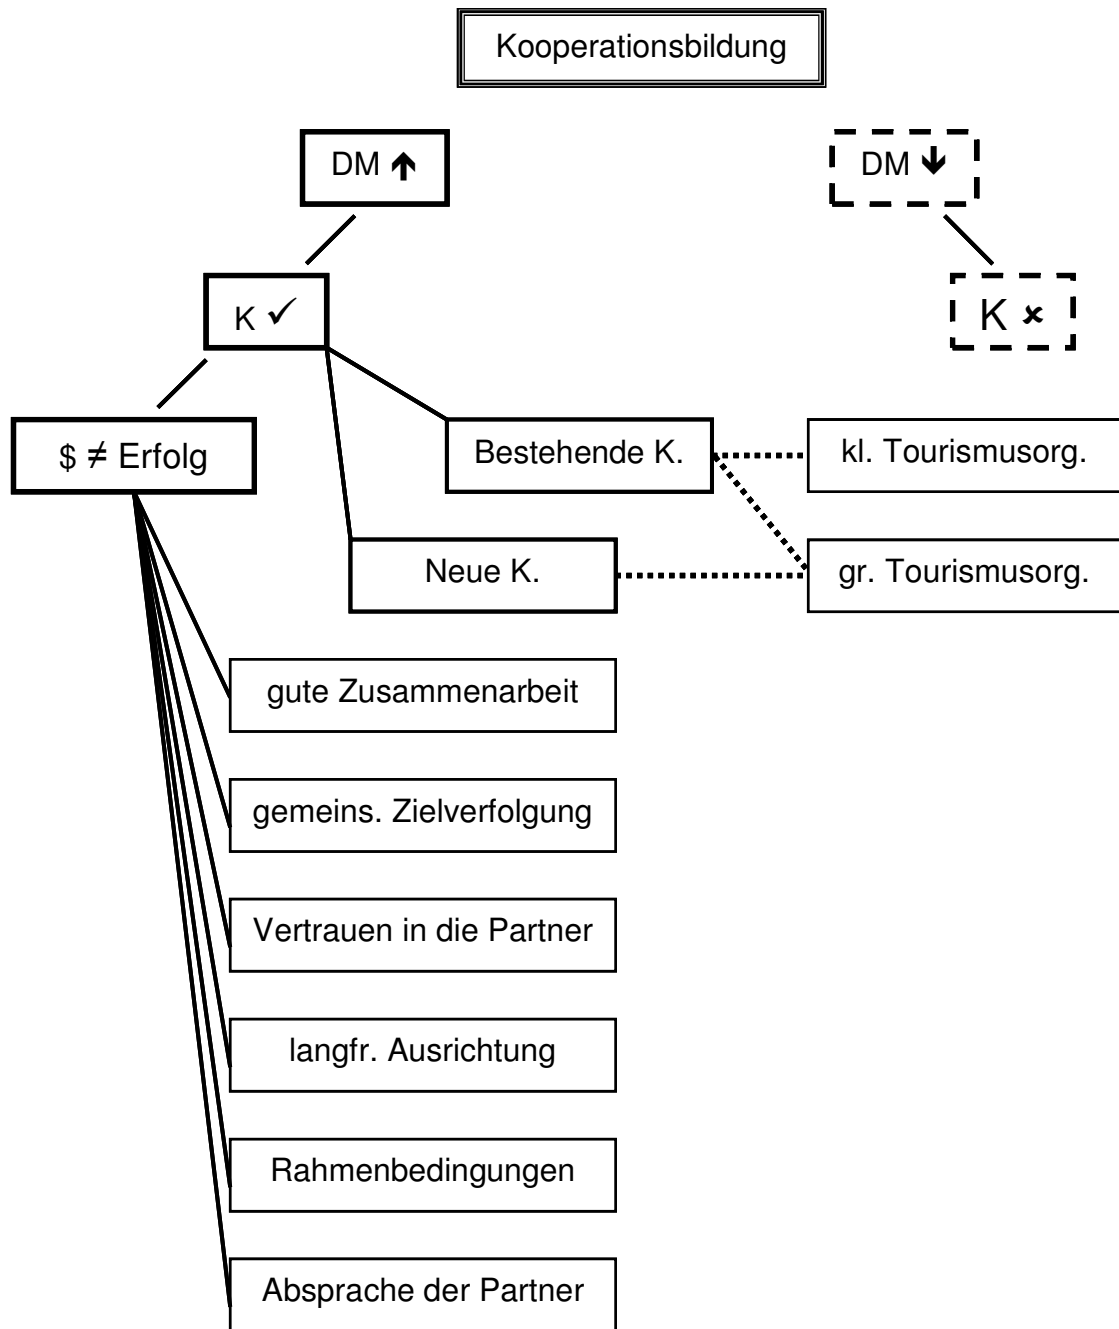 Kooperationsbildung
DM ↑
DM ↓
K ✓
K ×
$ ≠ Erfolg
Bestehende K.
kl. Tourismusorg.
Neue K.
gr. Tourismusorg.
gute Zusammenarbeit
gemeins. Zielverfolgung
Vertrauen in die Partner
langfr. Ausrichtung
Rahmenbedingungen
Absprache der Partner